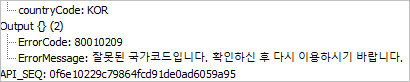 countryCode: KOR
Output {} (2)
ErrorCode: 80010209
ErrorMessage: 잘못된 국가코드입니다. 확인하신 후 다시 이용하시기 바랍니다.
API_SEQ: 0f6e10229c79864fcd91de0ad6059a95